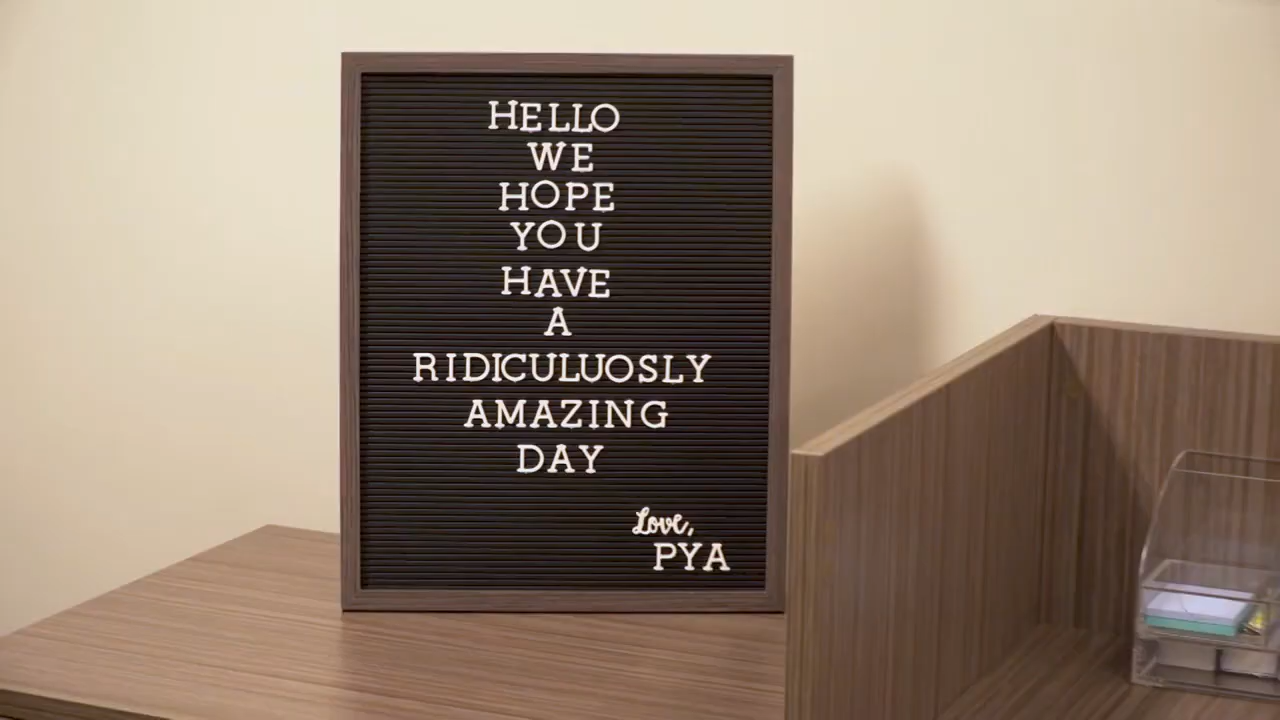 HELLO
WE
HOPE
YOU
HAVE
A
RIDICULUOSLY
AMAZING
DAY
Love,
PYA